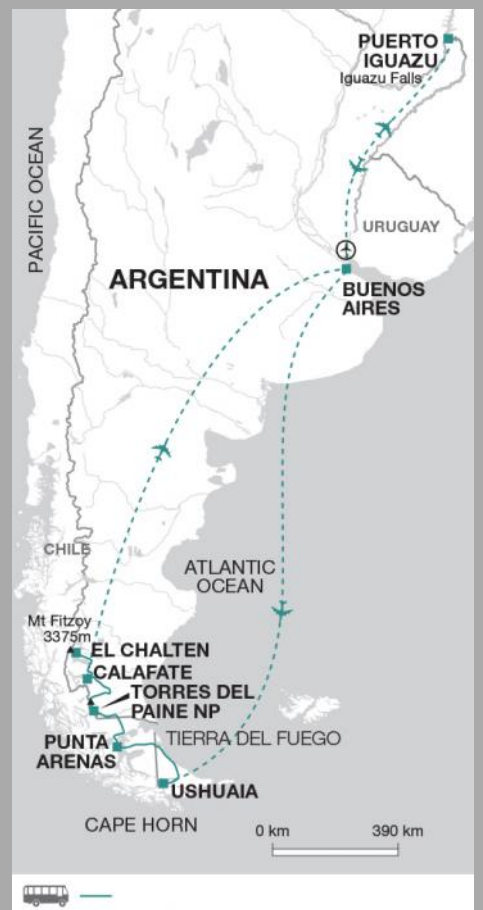 PUERTO
IGUAZU
Iguazu Falls
PACIFIC OCEAN
URUGUAY
ARGENTINA
BUENOS
AIRES
CHILE
ATLANTIC
OCEAN
Mt Fitzoy
3375m
EL CHALTEN
CALAFATE
TORRES DEL
PAINE NP
PUNTA
ARENAS
TIERRA DEL FUEGO
USHUAIA
CAPE HORN
0 km
390 km